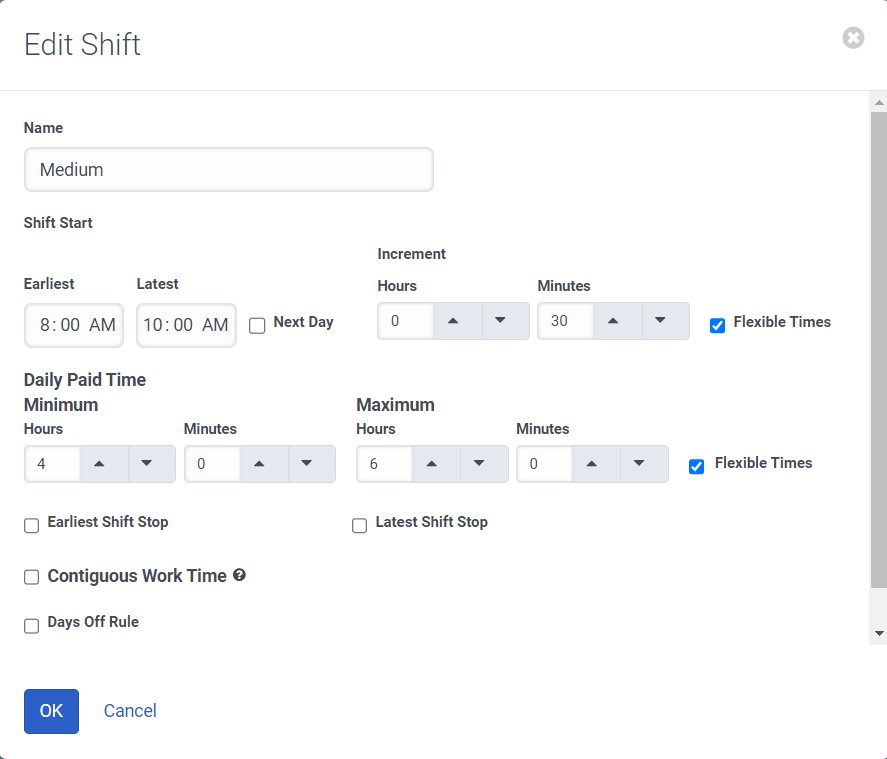 Edit Shift
Name
Medium
Shift Start
Increment
Earliest Latest Hours Minutes
8:00 AM 10:00 AM Next Day 0 30 Flexible Times
Daily Paid Time
Minimum Maximum
Hours Minutes Hours Minutes
4 0 6 0 Flexible Times
Earliest Shift Stop Latest Shift Stop
Contiguous Work Time ?
Days Off Rule
OK Cancel